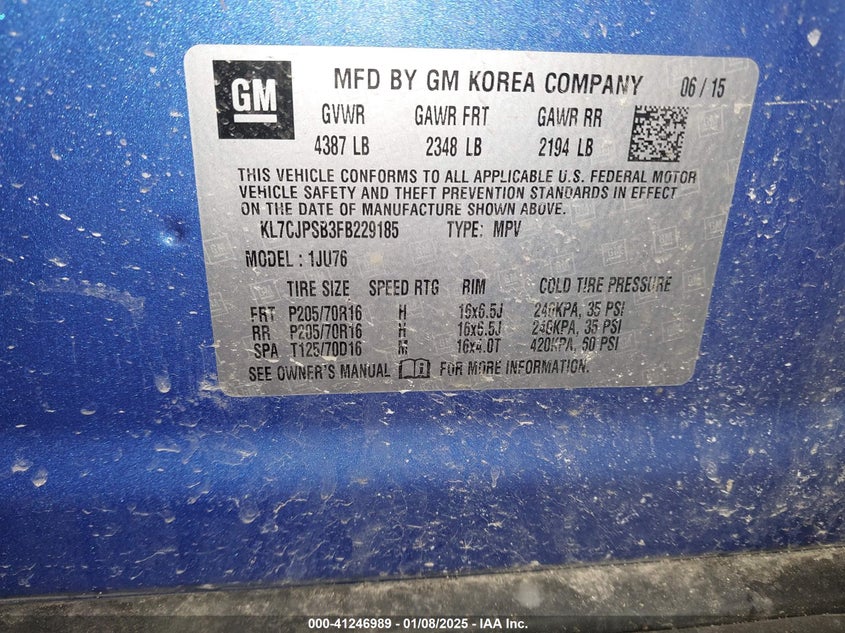 GM
MFD BY GM KOREA COMPANY 06 / 15
GVWR GAWR FRT GAWR RR
4387 LB 2348 LB 2194 LB
THIS VEHICLE CONFORMS TO ALL APPLICABLE U.S. FEDERAL MOTOR
VEHICLE SAFETY AND THEFT PREVENTION STANDARDS IN EFFECT
ON THE DATE OF MANUFACTURE SHOWN ABOVE.
KL7CJPSB3FB229185 TYPE: MPV
MODEL : 1JU76
TIRE SIZE SPEED RTG RIM COLD TIRE PRESSURE
FRT P205/70R16 H 16x6.5J 240KPA, 35 PSI
RR P205/70R16 H 16x6.5J 240KPA, 35 PSI
SPA T125/70D16 M 16x4.0T 420KPA, 60 PSI
SEE OWNER'S MANUAL FOR MORE INFORMATION.
000-41246989 - 01/08/2025 - IAA Inc.